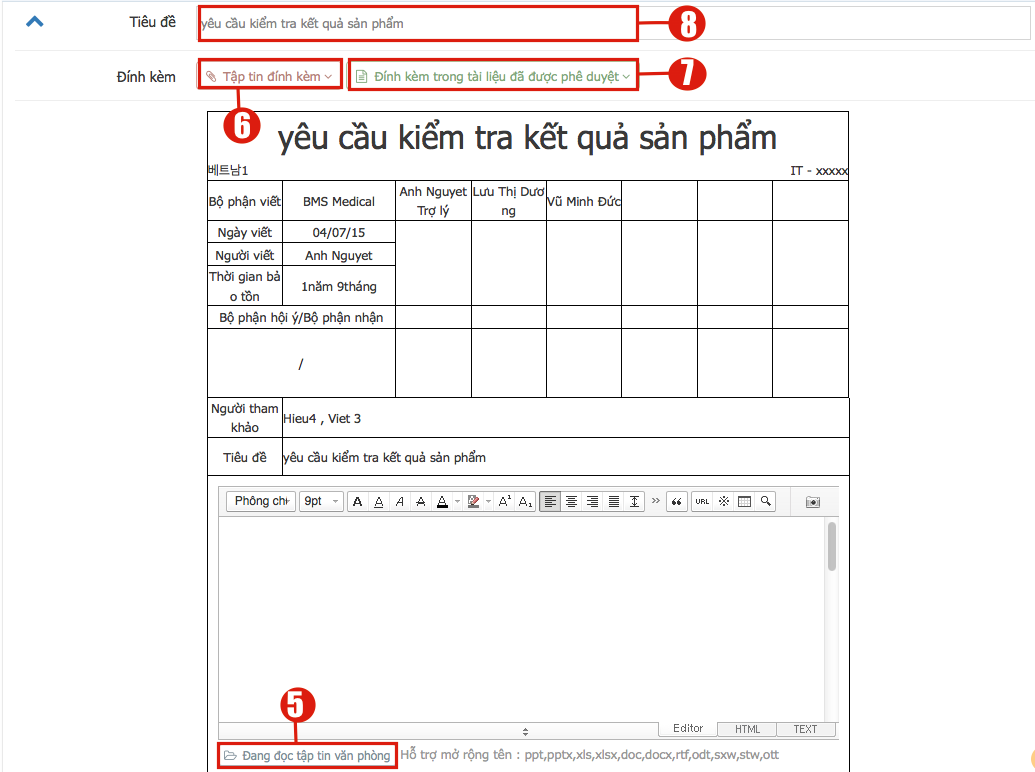 Tiêu đề yêu cầu kiểm tra kết quả sản phẩm 8
Đính kèm Tập tin đính kèm Đính kèm trong tài liệu đã được phê duyệt 7
6
yêu cầu kiểm tra kết quả sản phẩm
베트남1 IT - xxxxx
Bộ phận viết BMS Medical Anh Nguyet Lưu Thị Dươ Vũ Minh Đức
Trợ lý ng
Ngày viết 04/07/15
Người viết Anh Nguyet
Thời gian bả 1năm 9tháng
o tồn
Bộ phận hội ý/Bộ phận nhận
/
Người tham Hieu4 , Viet 3
khảo
Tiêu đề yêu cầu kiểm tra kết quả sản phẩm
Phông ch 9pt A A A A A A¹ A₁ URL
5
Editor HTML TEXT
Đang đọc tập tin văn phòng Hỗ trợ mở rộng tên : ppt,pptx,xls,xlsx,doc,docx,rtf,odt,sxw,stw,ott